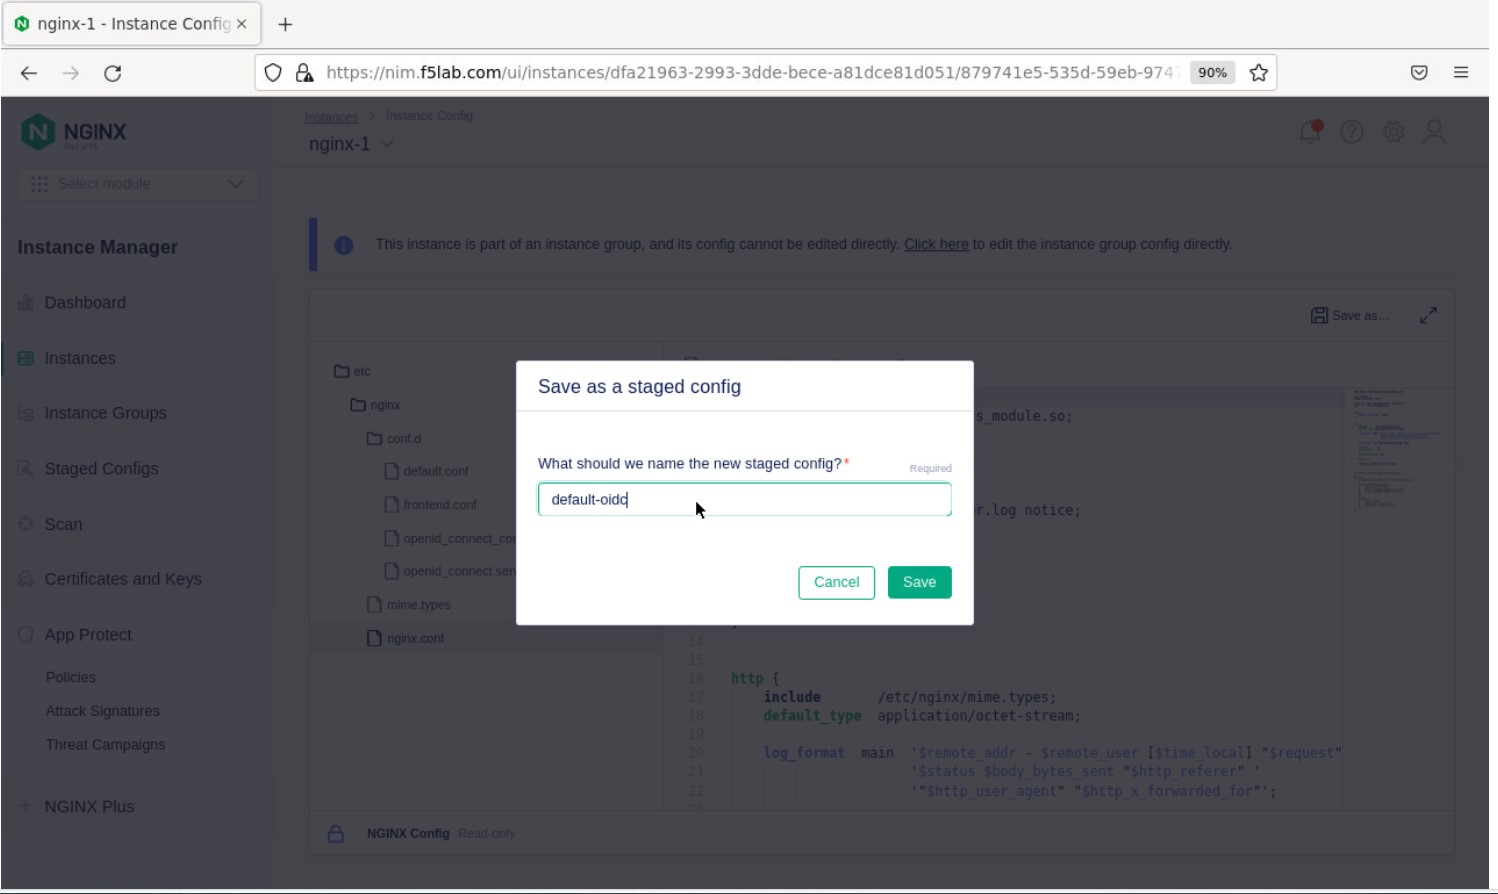 nginx-1 - Instance Config
https://nim.f5lab.com/ui/instances/dfa21963-2993-3dde-bece-a81dce81d051/879741e5-535d-59eb-9747
90%
NGINX
Part of F5
Select module
Instance Manager
Dashboard
Instances
Instance Groups
Staged Configs
Scan
Certificates and Keys
App Protect
Policies
Attack Signatures
Threat Campaigns
NGINX Plus
Instances > Instance Config
nginx-1
This instance is part of an instance group, and its config cannot be edited directly. Click here to edit the instance group config directly.
Save as...
etc
nginx
conf.d
default.conf
frontend.conf
openid_connect_con
openid_connect.serv
mime.types
nginx.conf
Save as a staged config
What should we name the new staged config?*
Required
default-oidc
Cancel
Save
s_module.so;
r.log notice;
14
15
16 http {
17 include /etc/nginx/mime.types;
18 default_type application/octet-stream;
19
20 log_format main '$remote_addr - $remote_user [$time_local] "$request"
21 '$status $body_bytes_sent "$http_referer" '
22 '"$http_user_agent" "$http_x_forwarded_for"';
NGINX Config Read-only